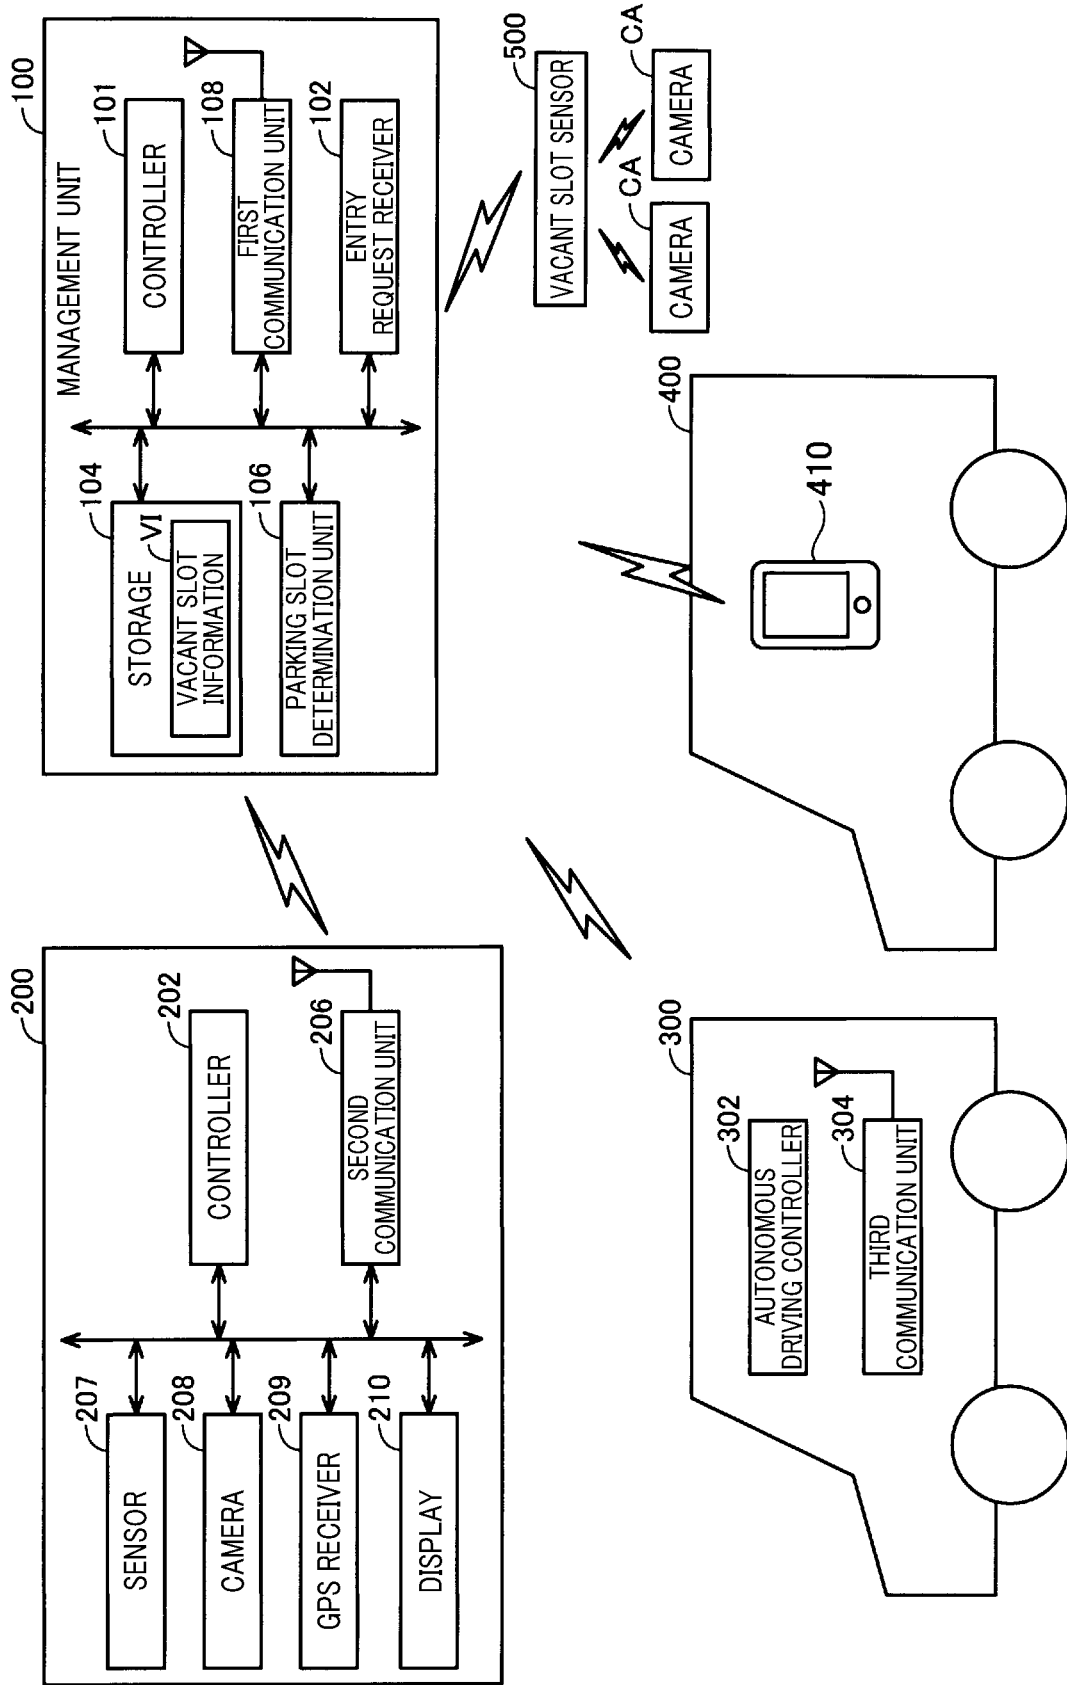 200
207
SENSOR
208
CAMERA
209
GPS RECEIVER
210
DISPLAY
202
CONTROLLER
206
SECOND
COMMUNICATION UNIT
100
MANAGEMENT UNIT
104
STORAGE
VI
VACANT SLOT
INFORMATION
106
PARKING SLOT
DETERMINATION UNIT
101
CONTROLLER
108
FIRST
COMMUNICATION UNIT
102
ENTRY
REQUEST RECEIVER
500
VACANT SLOT SENSOR
CA
CAMERA
CA
CAMERA
300
302
AUTONOMOUS
DRIVING CONTROLLER
304
THIRD
COMMUNICATION UNIT
400
410